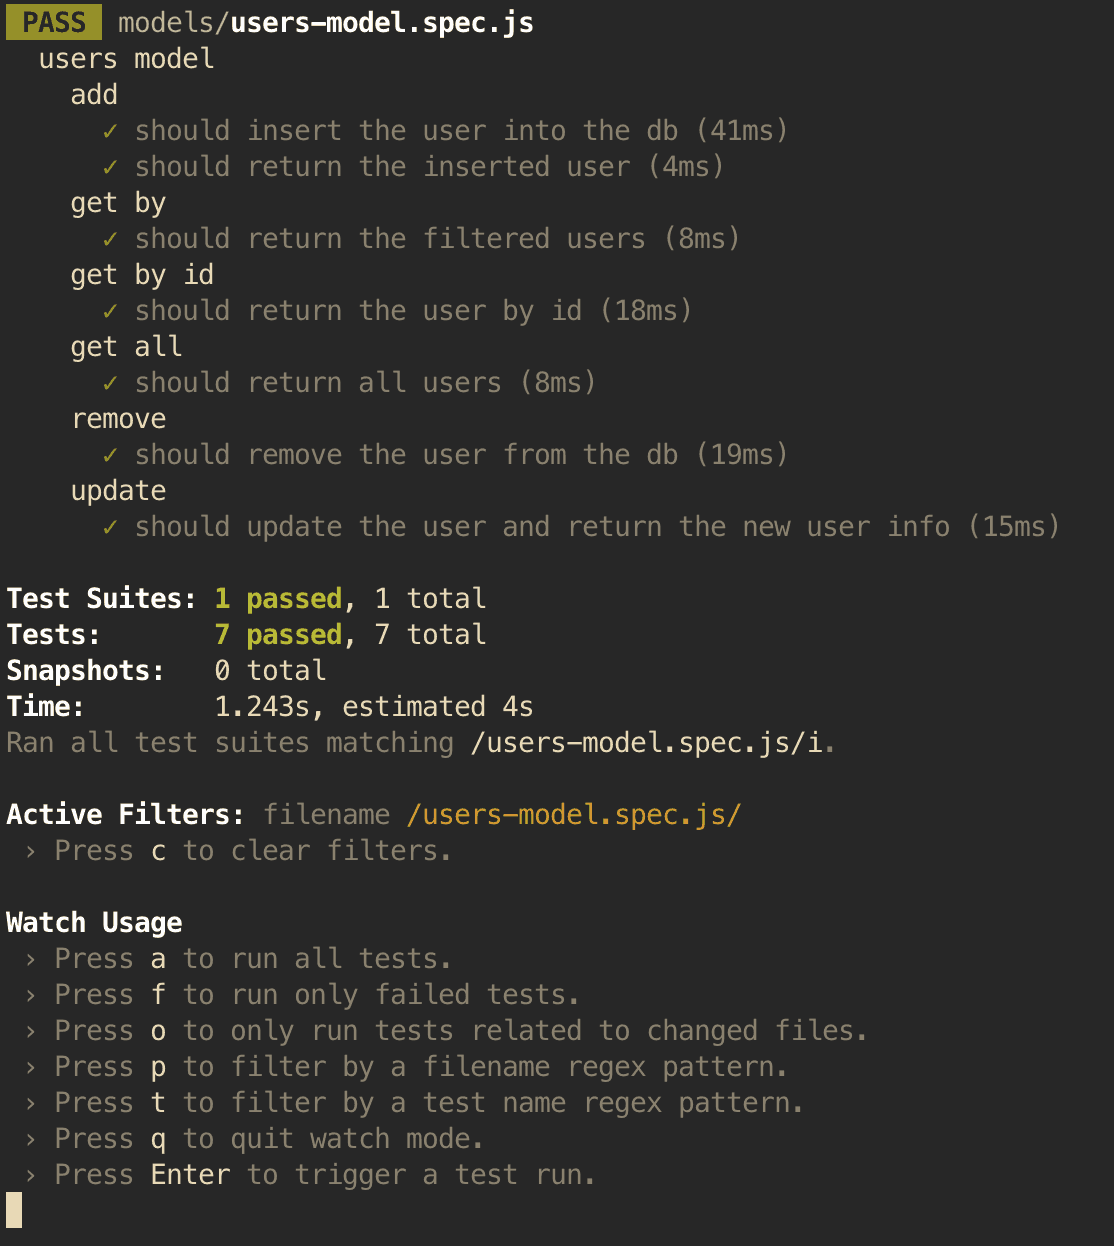 PASS models/users-model.spec.js
users model
add
✓ should insert the user into the db (41ms)
✓ should return the inserted user (4ms)
get by
✓ should return the filtered users (8ms)
get by id
✓ should return the user by id (18ms)
get all
✓ should return all users (8ms)
remove
✓ should remove the user from the db (19ms)
update
✓ should update the user and return the new user info (15ms)
Test Suites: 1 passed, 1 total
Tests: 7 passed, 7 total
Snapshots: 0 total
Time: 1.243s, estimated 4s
Ran all test suites matching /users-model.spec.js/i.
Active Filters: filename /users-model.spec.js/
› Press c to clear filters.
Watch Usage
› Press a to run all tests.
› Press f to run only failed tests.
› Press o to only run tests related to changed files.
› Press p to filter by a filename regex pattern.
› Press t to filter by a test name regex pattern.
› Press q to quit watch mode.
› Press Enter to trigger a test run.